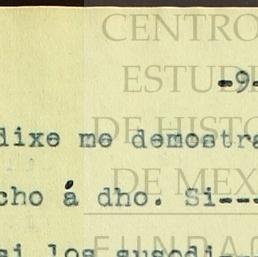 CENTRO
ESTUDI
-9-
DE HISTO
dixe me demostra
DE MEX
cho á dho. Si---
FUNDAC
si los susodi